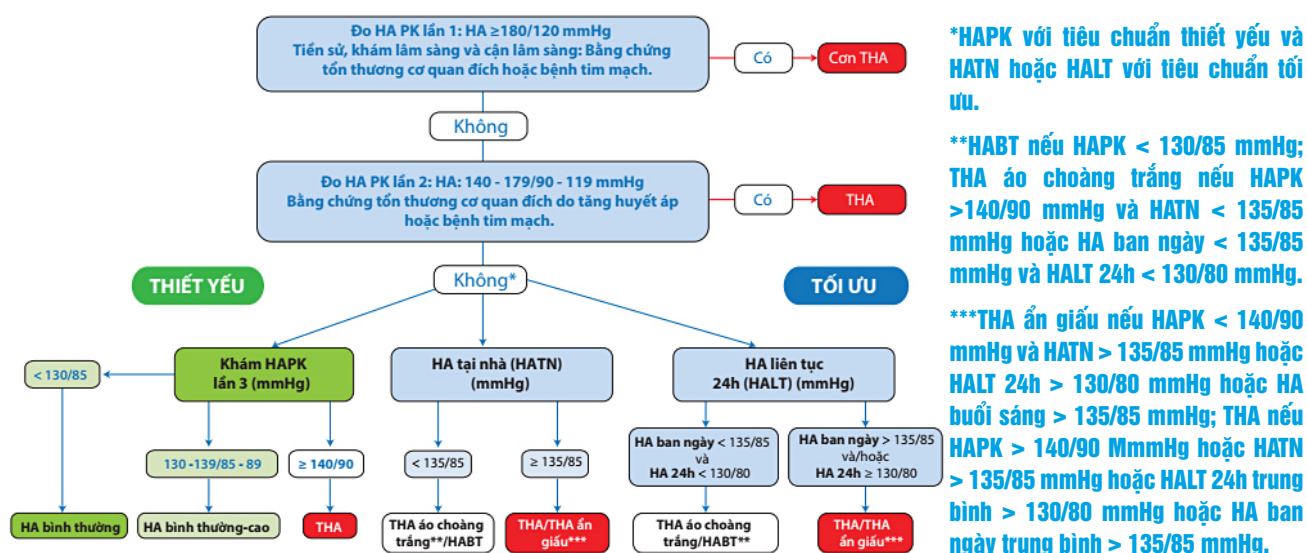 Đo HA PK lần 1: HA ≥180/120 mmHg
Tiền sử, khám lâm sàng và cận lâm sàng: Bằng chứng
tổn thương cơ quan đích hoặc bệnh tim mạch.
Có
Cơn THA
Không
Đo HA PK lần 2: HA: 140 - 179/90 - 119 mmHg
Bằng chứng tổn thương cơ quan đích do tăng huyết áp
hoặc bệnh tim mạch.
Có
THA
THIẾT YẾU
Không*
TỐI ƯU
< 130/85
Khám HAPK
lần 3 (mmHg)
HA tại nhà (HATN)
(mmHg)
HA liên tục
24h (HALT) (mmHg)
130 -139/85 - 89
≥ 140/90
< 135/85
≥ 135/85
HA ban ngày < 135/85
và
HA 24h < 130/80
HA ban ngày > 135/85
và/hoặc
HA 24h ≥ 130/80
HA bình thường
HA bình thường-cao
THA
THA áo choàng
trắng**/HABT
THA/THA ẩn
giấu***
THA áo choàng
trắng/HABT**
THA/THA
ẩn giấu***
*HAPK với tiêu chuẩn thiết yếu và
HATN hoặc HALT với tiêu chuẩn tối
ưu.
**HABT nếu HAPK < 130/85 mmHg;
THA áo choàng trắng nếu HAPK
>140/90 mmHg và HATN < 135/85
mmHg hoặc HA ban ngày < 135/85
mmHg và HALT 24h < 130/80 mmHg.
***THA ẩn giấu nếu HAPK < 140/90
mmHg và HATN > 135/85 mmHg hoặc
HALT 24h > 130/80 mmHg hoặc HA
buổi sáng > 135/85 mmHg; THA nếu
HAPK > 140/90 MmmHg hoặc HATN
> 135/85 mmHg hoặc HALT 24h trung
bình > 130/80 mmHg hoặc HA ban
ngày trung bình > 135/85 mmHg.